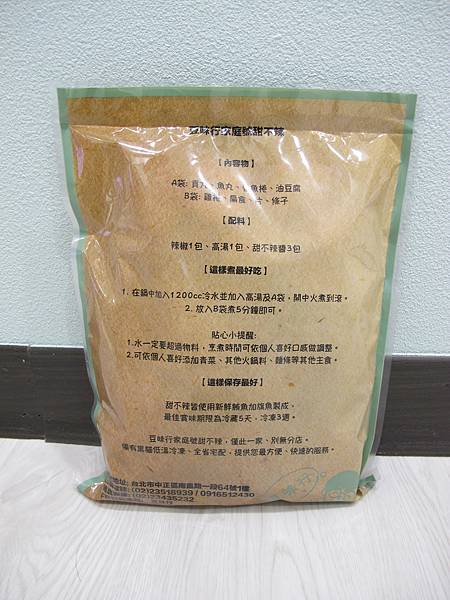 豆味行家庭號甜不辣
【內容物】
A袋: 貢丸、魚丸、 魚捲、油豆腐
B袋: 雞捲、扁食、 片、條子
【配料】
辣椒1包、高湯1包、甜不辣醬3包
【這樣煮最好吃】
1. 在鍋中加入1200cc冷水並加入高湯及A袋，開中火煮到滾。
2. 放入B袋煮5分鐘即可。
貼心小提醒:
1.水一定要超過物料，烹煮時間可依個人喜好口感做調整。
2.可依個人喜好添加青菜、其他火鍋料、麵條等其他主食。
【這樣保存最好】
甜不辣皆使用新鮮鮪魚加旗魚製成。
最佳賞味期限為冷藏5天，冷凍3週。
豆味行家庭號甜不辣，僅此一家、別無分店。
備有黑貓低溫冷凍、全省宅配，提供您最方便、快速的服務。
地址: 台北市中正區南昌路一段64號1樓
(02)23518939 / 0916512430
(02)23435232